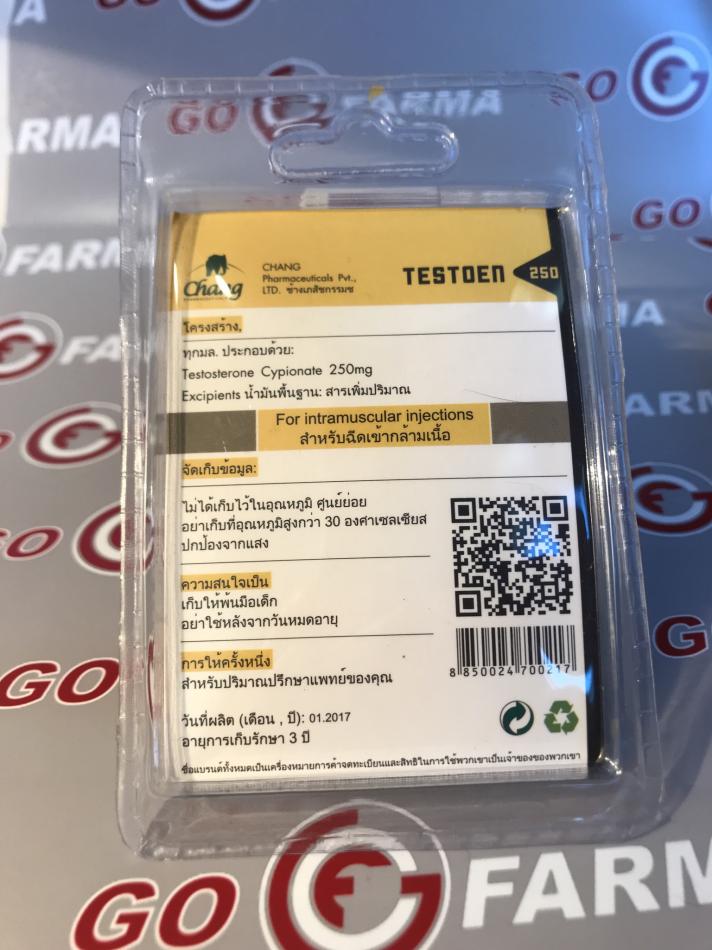 GO FARMA
CHANG
Pharmaceuticals Pvt.,
LTD. ช้างเภสัชกรรมซ
Chang
TESTOEN 250
โครงสร้าง,
ทุกมล. ประกอบด้วย:
Testosterone Cypionate 250mg
Excipients น้ำมันพื้นฐาน: สารเพิ่มปริมาณ
For intramuscular injections
สำหรับฉีดเข้ากล้ามเนื้อ
จัดเก็บข้อมูล:
ไม่ได้เก็บไว้ในอุณหภูมิ ศูนย์ย่อย
อย่าเก็บที่อุณหภูมิสูงกว่า 30 องศาเซลเซียส
ปกป้องจากแสง
ความสนใจเป็น
เก็บให้พ้นมือเด็ก
อย่าใช้หลังจากวันหมดอายุ
การให้ครั้งหนึ่ง
สำหรับปริมาณปรึกษาแพทย์ของคุณ
8 850024 700217
วันที่ผลิต (เดือน , ปี): 01.2017
อายุการเก็บรักษา 3 ปี
ชื่อแบรนด์ทั้งหมดเป็นเครื่องหมายการค้าจดทะเบียนและสิทธิในการใช้พวกเขาเป็นเจ้าของของพวกเขา
GO FARMA